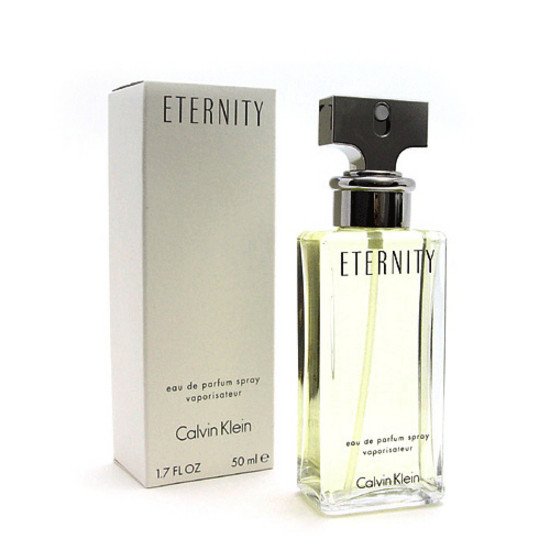 ETERNITY
eau de parfum spray
vaporisateur
Calvin Klein
1.7 FL OZ 50 ml ℮
ETERNITY
eau de parfum spray
vaporisateur
Calvin Klein